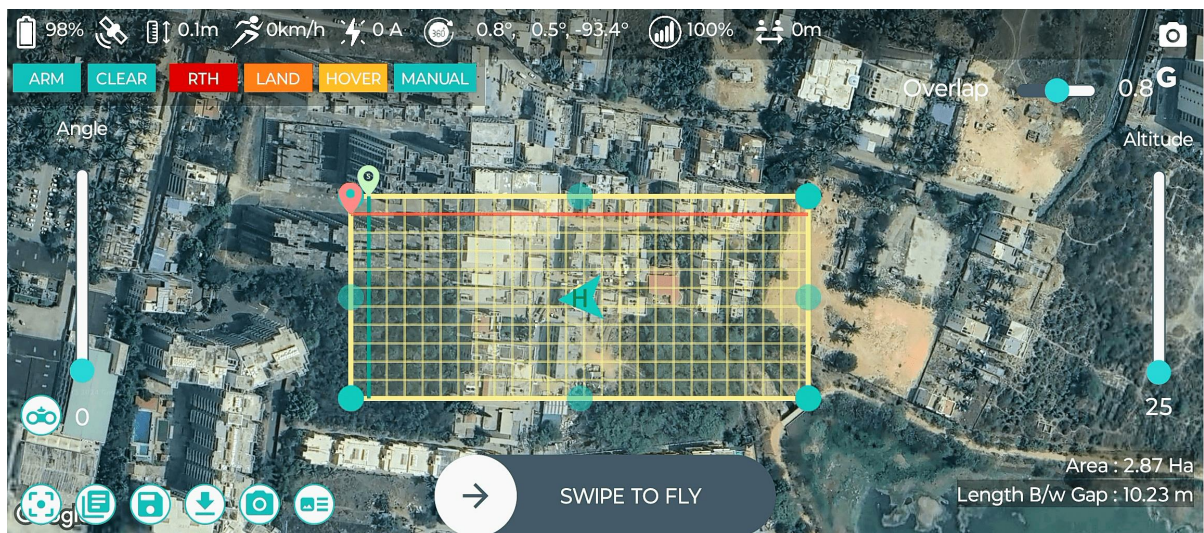 98% 0.1m 0km/h 0 A 360° 0.8°, 0.5°, -93.4° 100% 0m
ARM CLEAR RTH LAND HOVER MANUAL
Overlap 0.8 G
Angle
Altitude
S
H
0
25
Area : 2.87 Ha
Length B/w Gap : 10.23 m
SWIPE TO FLY